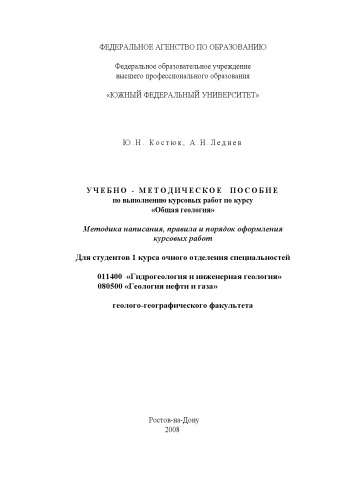 ФЕДЕРАЛЬНОЕ АГЕНСТВО ПО ОБРАЗОВАНИЮ
Федеральное образовательное учреждение
высшего профессионального образования
«ЮЖНЫЙ ФЕДЕРАЛЬНЫЙ УНИВЕРСИТЕТ»
Ю.Н. Костюк, А.Н.Леднев
УЧЕБНО - МЕТОДИЧЕСКОЕ ПОСОБИЕ
по выполнению курсовых работ по курсу
«Общая геология»
Методика написания, правила и порядок оформления
курсовых работ
Для студентов 1 курса очного отделения специальностей
011400 «Гидрогеология и инженерная геология»
080500 «Геология нефти и газа»
геолого-географического факультета
Ростов-на-Дону
2008